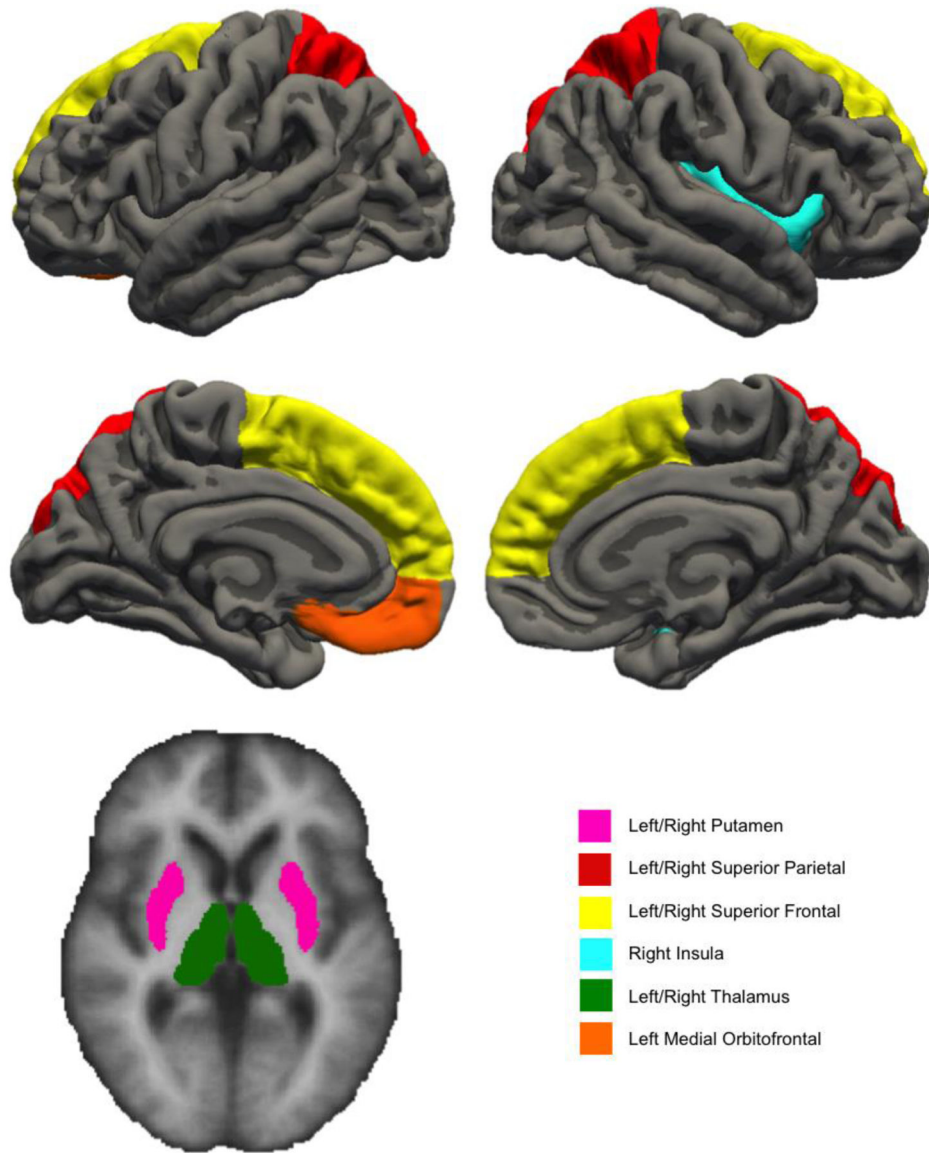 Left/Right Putamen
Left/Right Superior Parietal
Left/Right Superior Frontal
Right Insula
Left/Right Thalamus
Left Medial Orbitofrontal